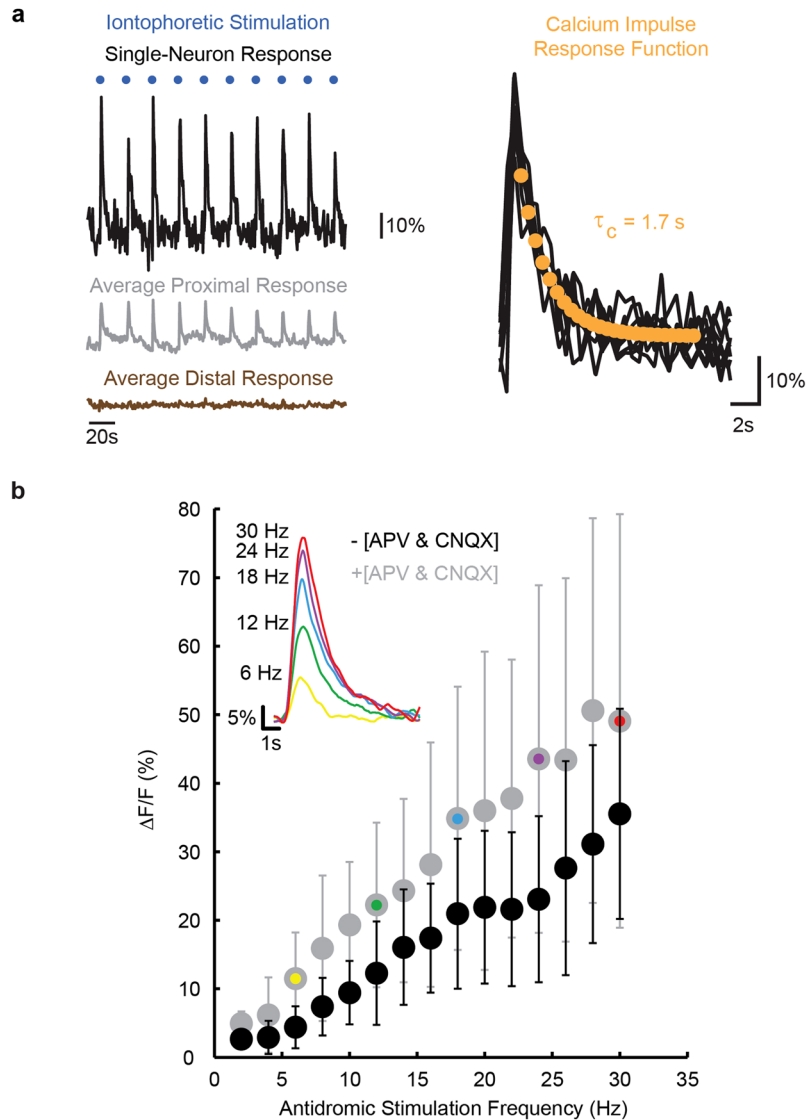 a
Iontophoretic Stimulation
Single-Neuron Response
10%
Average Proximal Response
Average Distal Response
20s
Calcium Impulse
Response Function
τc = 1.7 s
10%
2s
b
80
70
60
50
40
30
20
10
0
ΔF/F (%)
30 Hz
24 Hz
18 Hz
12 Hz
6 Hz
5%
1s
- [APV & CNQX]
+[APV & CNQX]
0 5 10 15 20 25 30 35
Antidromic Stimulation Frequency (Hz)